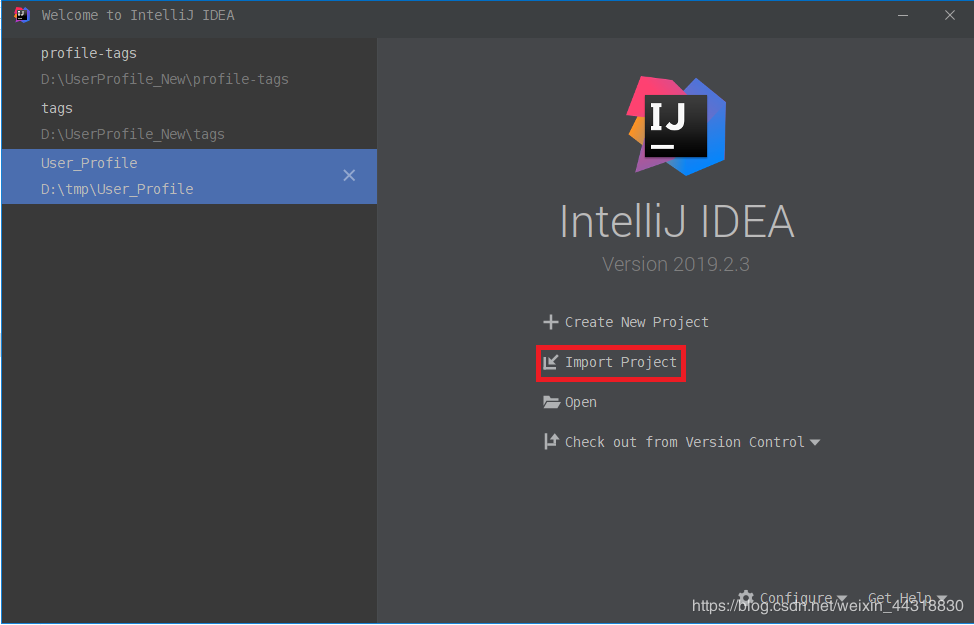 Welcome to IntelliJ IDEA
profile-tags
D:\UserProfile_New\profile-tags
tags
D:\UserProfile_New\tags
User_Profile
D:\tmp\User_Profile
IJ
IntelliJ IDEA
Version 2019.2.3
Create New Project
Import Project
Open
Check out from Version Control
Configure
Get Help
https://blog.csdn.net/weixin_44318830